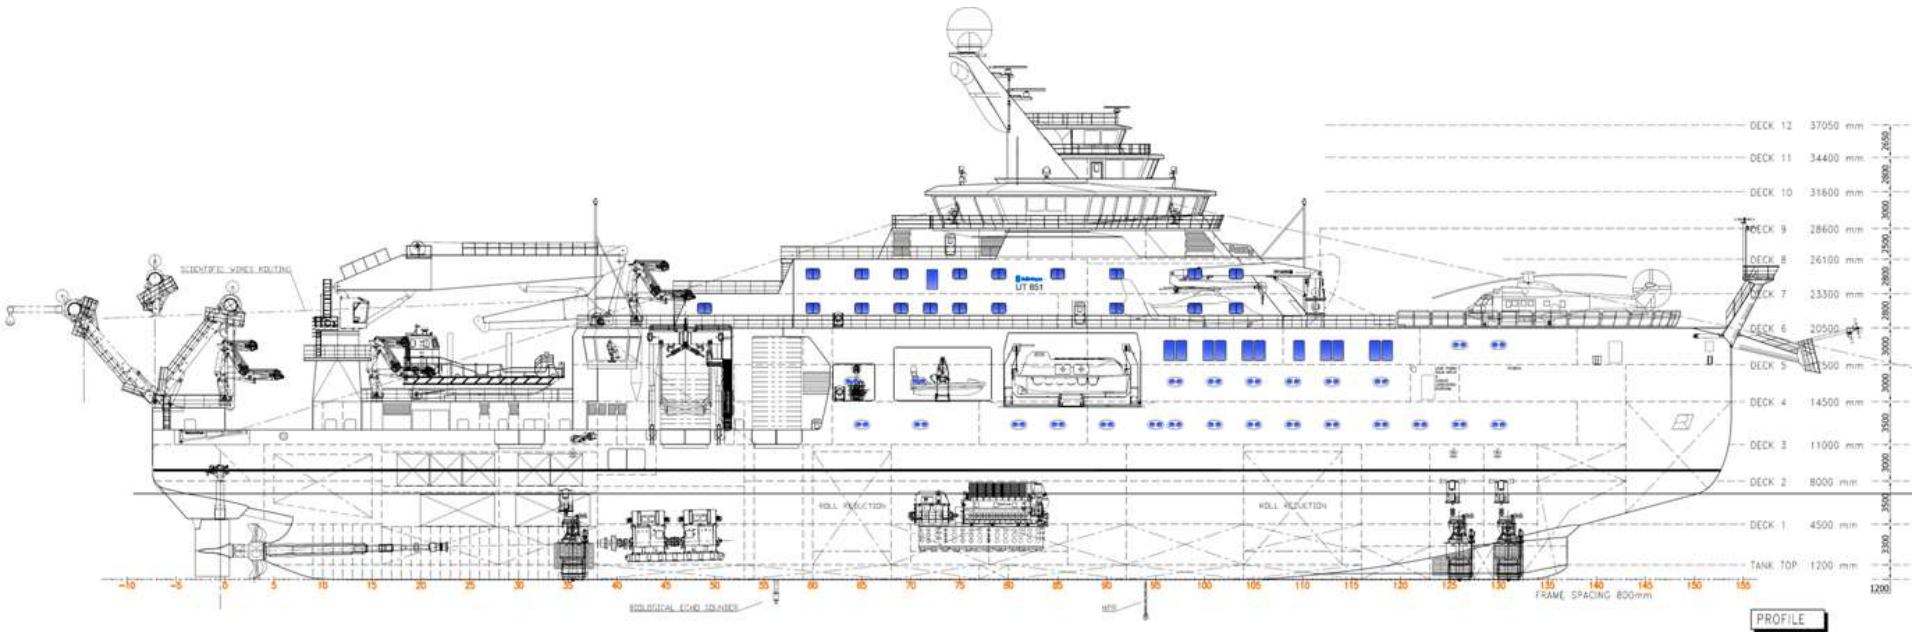 DECK 12 37050 mm
DECK 11 34400 mm
DECK 10 31600 mm
DECK 9 28600 mm
DECK 8 26100 mm
DECK 7 23300 mm
DECK 6 20500 mm
DECK 5 500 mm
DECK 4 14500 mm
DECK 3 11000 mm
DECK 2 8000 mm
DECK 1 4500 mm
TANK TOP 1200 mm
2650
2800
3000
2500
2800
2800
3000
3000
3500
3000
3500
3300
1200
SCIENTIFIC WIRES ROUTING
UT 851
ROLL REDUCTION
ROLL REDUCTION
-10 -5 0 5 10 15 20 25 30 35 40 45 50 55 60 65 70 75 80 85 90 95 100 105 110 115 120 125 130 135 140 145 150 155
FRAME SPACING 800mm
BIOLOGICAL ECHO SOUNDER
PROFILE